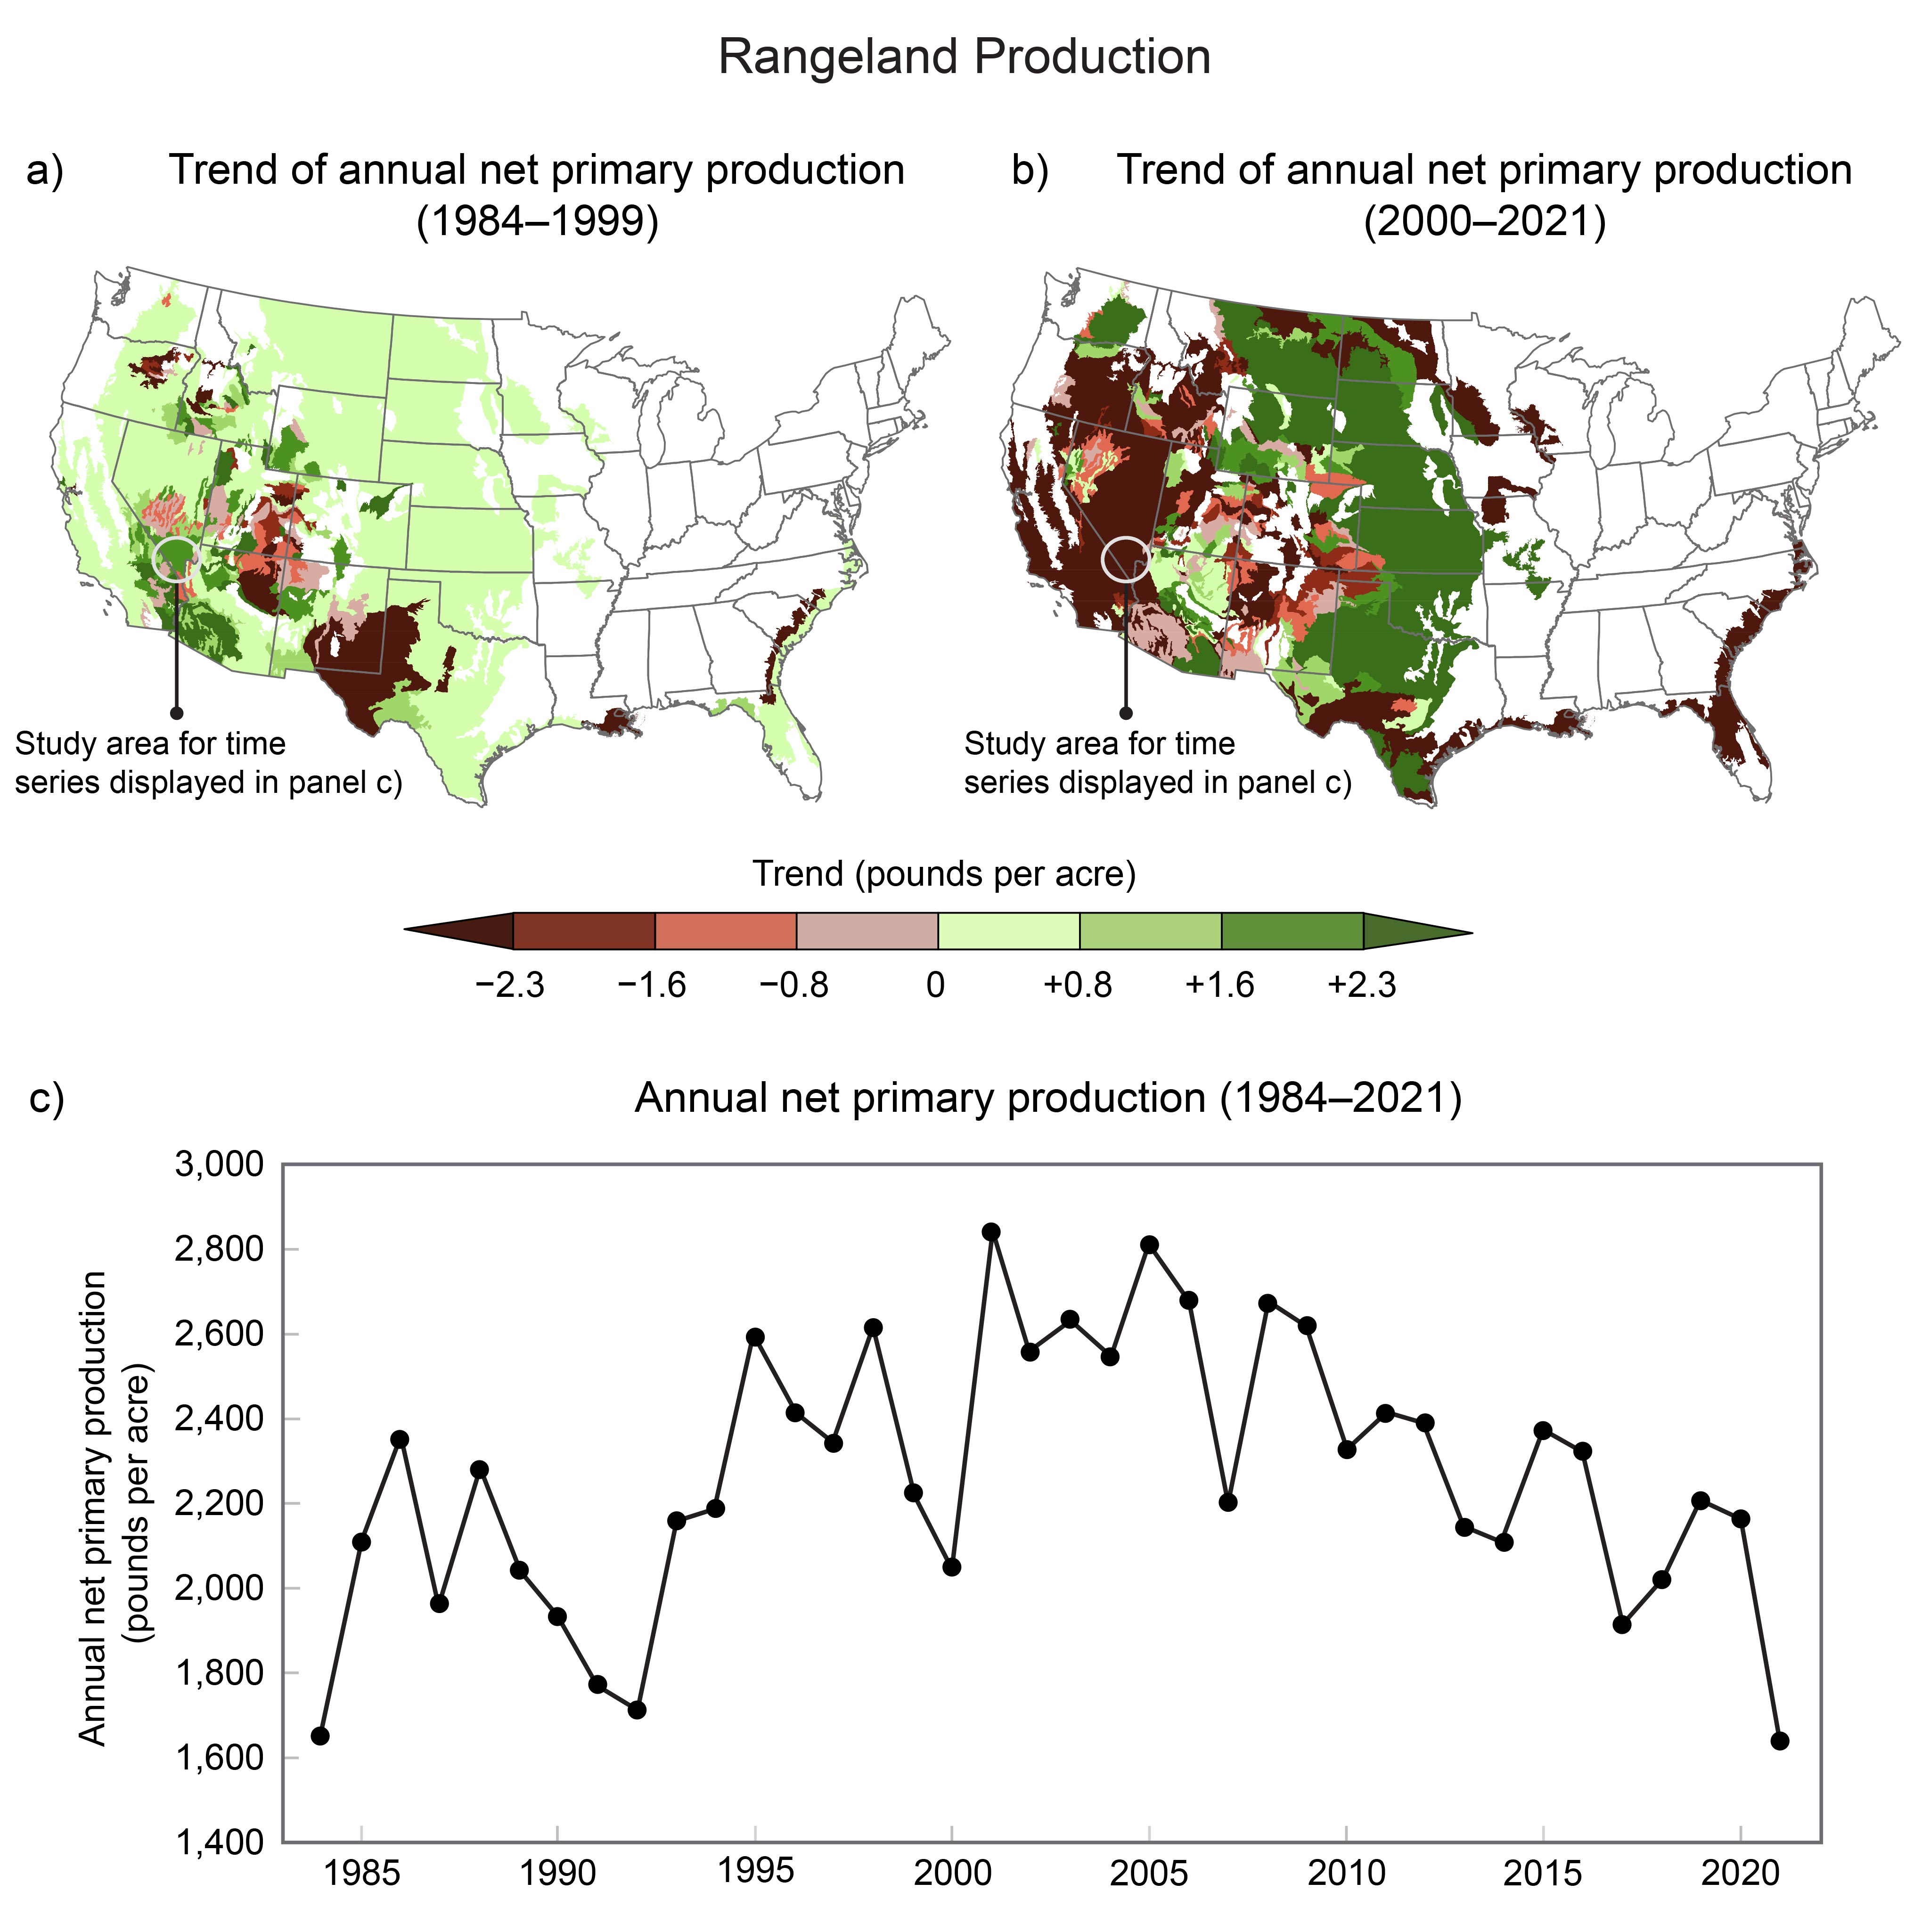 Rangeland Production
a)
Trend of annual net primary production
(1984–1999)
b)
Trend of annual net primary production
(2000–2021)
Study area for time
series displayed in panel c)
Study area for time
series displayed in panel c)
Trend (pounds per acre)
−2.3 −1.6 −0.8 0 +0.8 +1.6 +2.3
c)
Annual net primary production (1984–2021)
Annual net primary production
(pounds per acre)
3,000
2,800
2,600
2,400
2,200
2,000
1,800
1,600
1,400
1985 1990 1995 2000 2005 2010 2015 2020